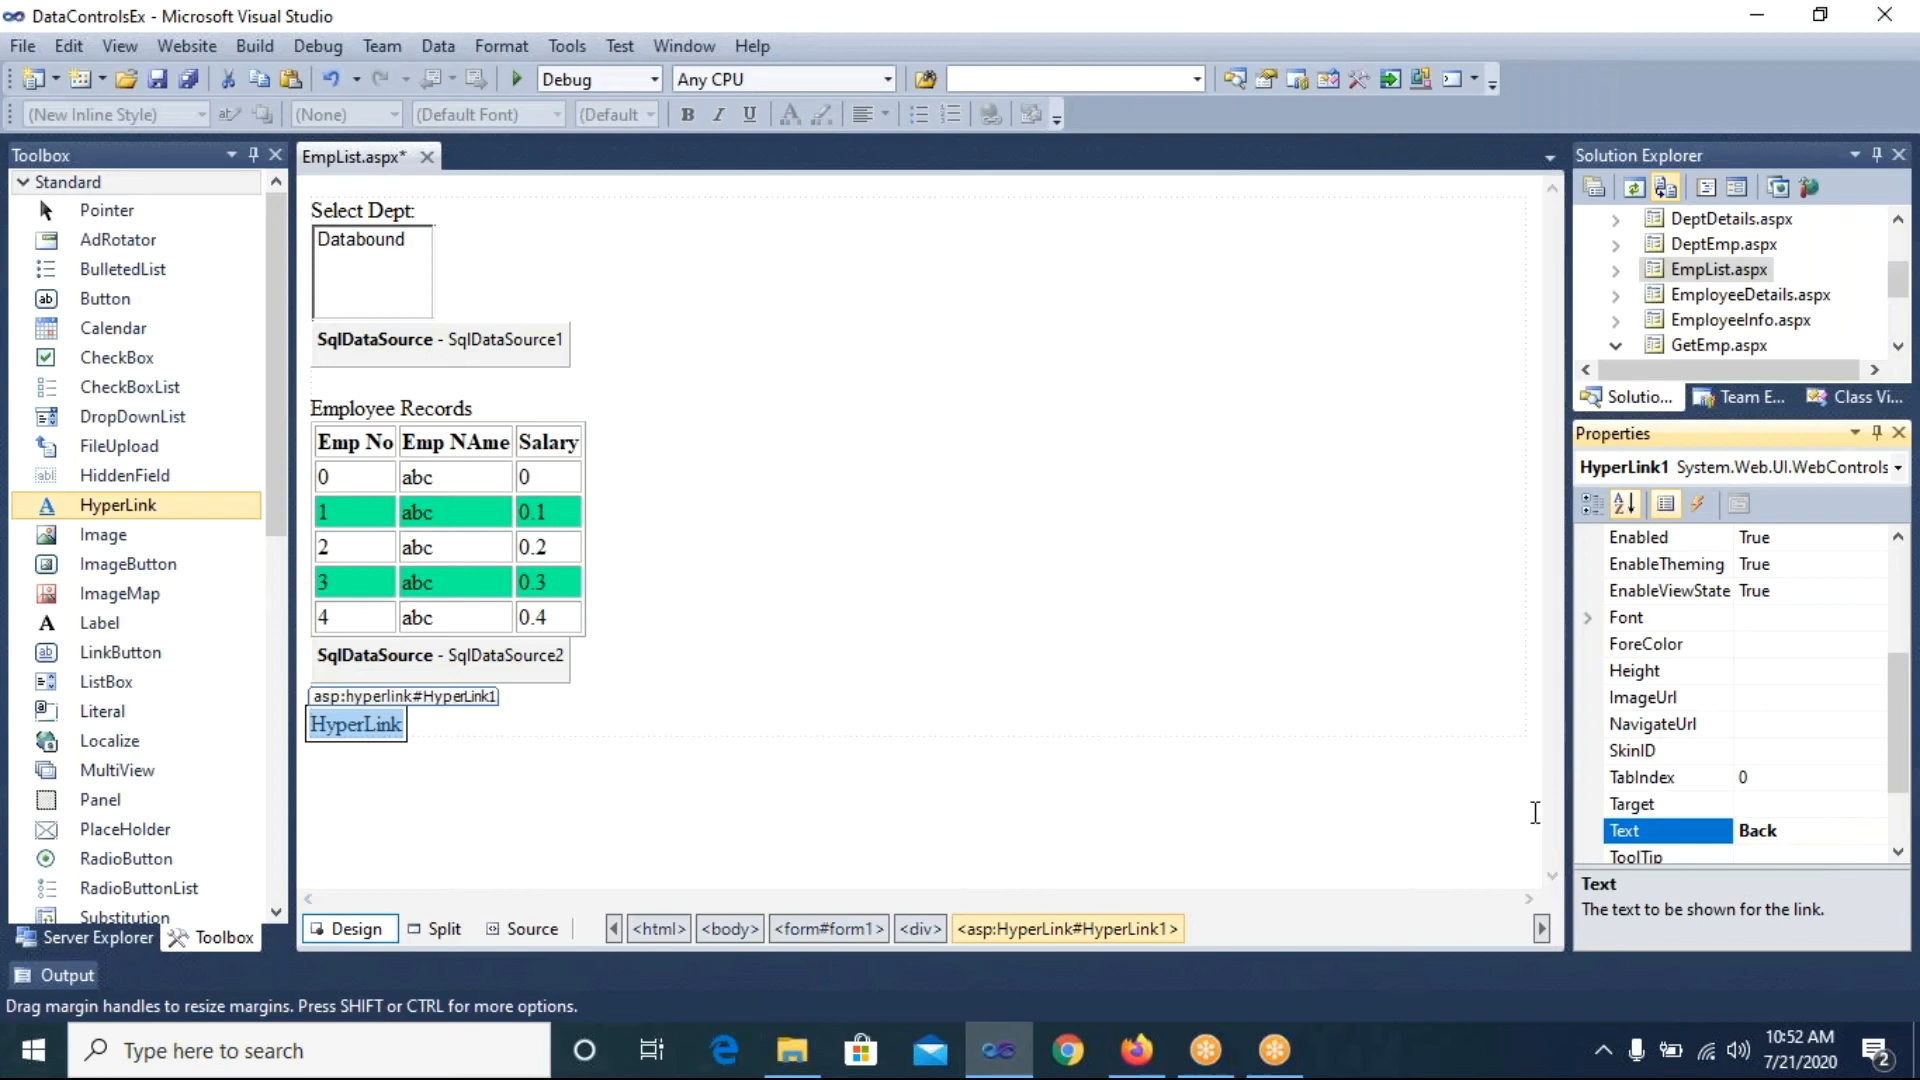 DataControlsEx - Microsoft Visual Studio
File Edit View Website Build Debug Team Data Format Tools Test Window Help
Debug Any CPU
(New Inline Style) (None) (Default Font) (Default B I U
Toolbox
Standard
Pointer
AdRotator
BulletedList
Button
Calendar
CheckBox
CheckBoxList
DropDownList
FileUpload
HiddenField
HyperLink
Image
ImageButton
ImageMap
Label
LinkButton
ListBox
Literal
Localize
MultiView
Panel
PlaceHolder
RadioButton
RadioButtonList
Substitution
Server Explorer Toolbox
EmpList.aspx*
Select Dept:
Databound
SqlDataSource - SqlDataSource1
Employee Records
Emp No Emp NAme Salary
0 abc 0
1 abc 0.1
2 abc 0.2
3 abc 0.3
4 abc 0.4
SqlDataSource - SqlDataSource2
asp:hyperlink#HyperLink1
HyperLink
Design Split Source <html> <body> <form#form1> <div> <asp:HyperLink#HyperLink1>
Solution Explorer
DeptDetails.aspx
DeptEmp.aspx
EmpList.aspx
EmployeeDetails.aspx
EmployeeInfo.aspx
GetEmp.aspx
Solutio... Team E... Class Vi...
Properties
HyperLink1 System.Web.UI.WebControls
Enabled True
EnableTheming True
EnableViewState True
Font
ForeColor
Height
ImageUrl
NavigateUrl
SkinID
TabIndex 0
Target
Text Back
ToolTip
Text
The text to be shown for the link.
Output
Drag margin handles to resize margins. Press SHIFT or CTRL for more options.
Type here to search
10:52 AM
7/21/2020
2